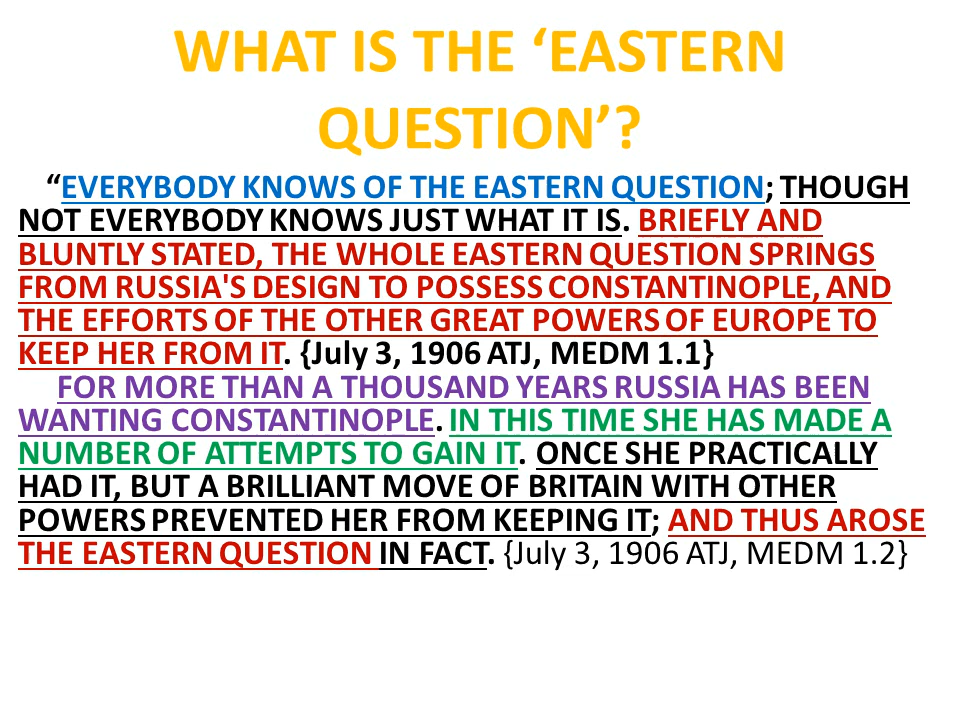 WHAT IS THE ‘EASTERN
QUESTION’?
“EVERYBODY KNOWS OF THE EASTERN QUESTION; THOUGH
NOT EVERYBODY KNOWS JUST WHAT IT IS. BRIEFLY AND
BLUNTLY STATED, THE WHOLE EASTERN QUESTION SPRINGS
FROM RUSSIA'S DESIGN TO POSSESS CONSTANTINOPLE, AND
THE EFFORTS OF THE OTHER GREAT POWERS OF EUROPE TO
KEEP HER FROM IT. {July 3, 1906 ATJ, MEDM 1.1}
FOR MORE THAN A THOUSAND YEARS RUSSIA HAS BEEN
WANTING CONSTANTINOPLE. IN THIS TIME SHE HAS MADE A
NUMBER OF ATTEMPTS TO GAIN IT. ONCE SHE PRACTICALLY
HAD IT, BUT A BRILLIANT MOVE OF BRITAIN WITH OTHER
POWERS PREVENTED HER FROM KEEPING IT; AND THUS AROSE
THE EASTERN QUESTION IN FACT. {July 3, 1906 ATJ, MEDM 1.2}